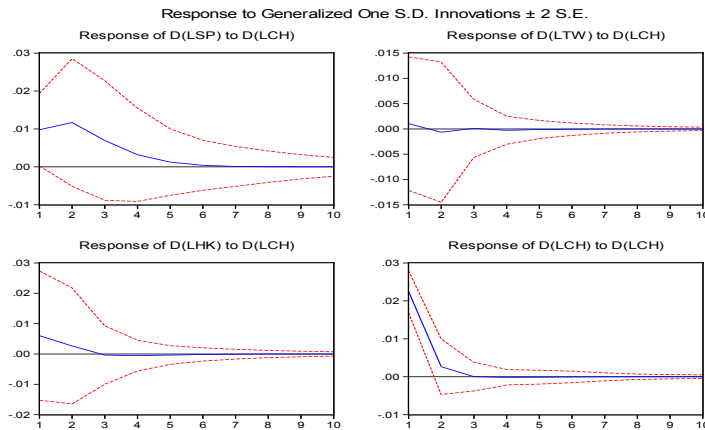 Response to Generalized One S.D. Innovations ± 2 S.E.
Response of D(LSP) to D(LCH)
.03
.02
.01
.00
-.01
1 2 3 4 5 6 7 8 9 10
Response of D(LTW) to D(LCH)
.015
.010
.005
.000
-.005
-.010
-.015
1 2 3 4 5 6 7 8 9 10
Response of D(LHK) to D(LCH)
.03
.02
.01
.00
-.01
-.02
1 2 3 4 5 6 7 8 9 10
Response of D(LCH) to D(LCH)
.03
.02
.01
.00
-.01
1 2 3 4 5 6 7 8 9 10